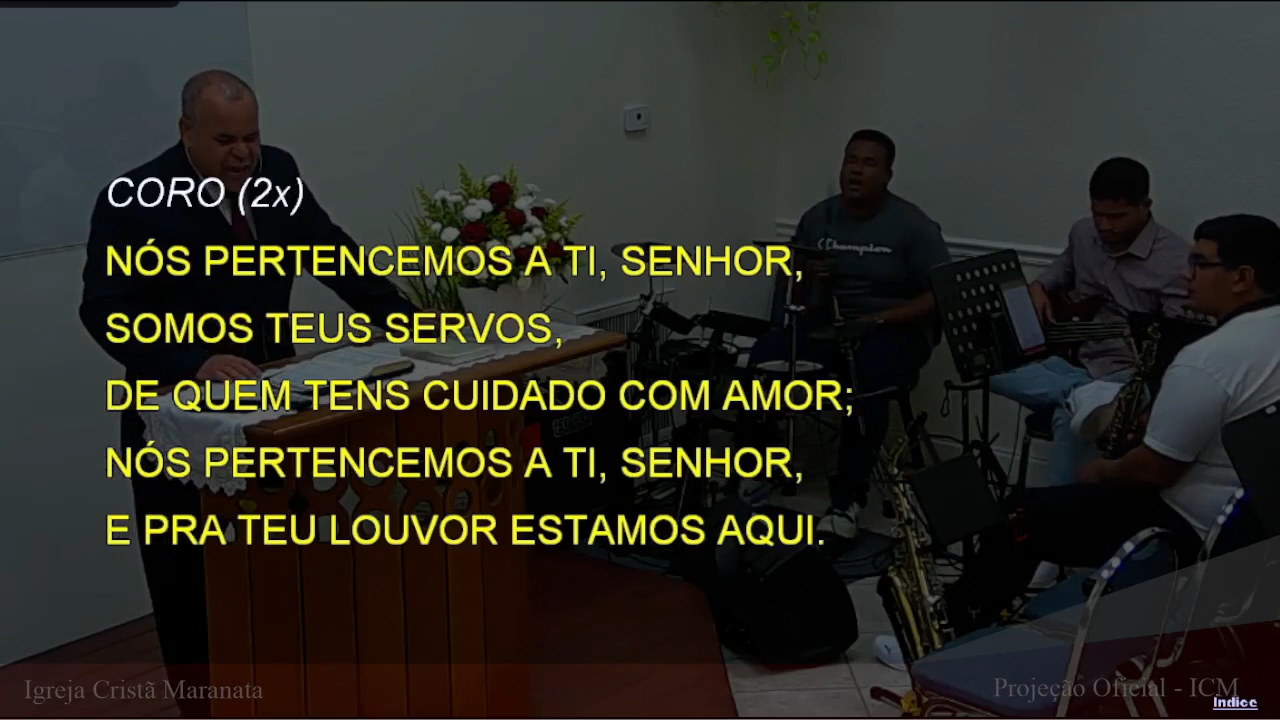 CORO (2x)
NÓS PERTENCEMOS A TI, SENHOR,
SOMOS TEUS SERVOS,
DE QUEM TENS CUIDADO COM AMOR;
NÓS PERTENCEMOS A TI, SENHOR,
E PRA TEU LOUVOR ESTAMOS AQUI.
Champion
Igreja Cristã Maranata
Projeção Oficial - ICM
Indice